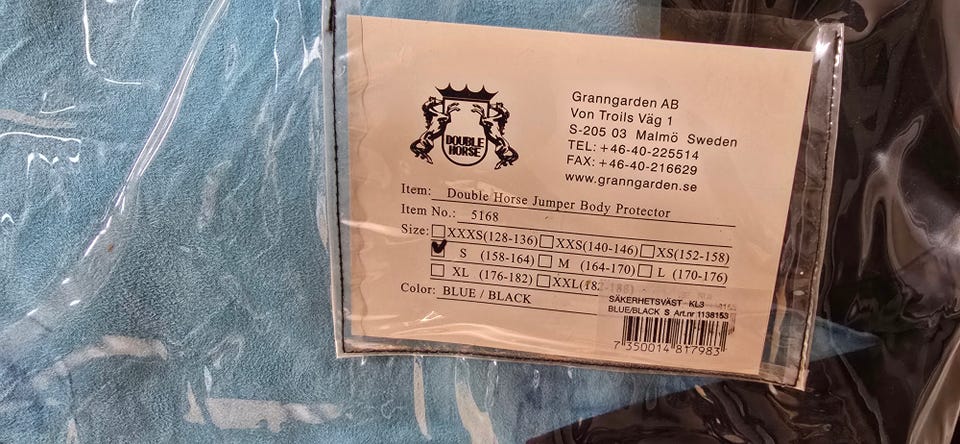 DOUBLE
HORSE
Granngarden AB
Von Troils Väg 1
S-205 03 Malmö Sweden
TEL: +46-40-225514
FAX: +46-40-216629
www.granngarden.se
Item: Double Horse Jumper Body Protector
Item No.: 5168
Size: XXXS(128-136) XXS(140-146) XS(152-158)
S (158-164) M (164-170) L (170-176)
XL (176-182) XXL(182-188)
Color: BLUE / BLACK
SÄKERHETSVÄST KL3
BLUE/BLACK S Art.nr 1138153
7 350014 817983